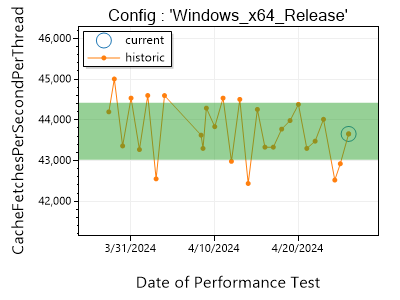 Config : 'Windows_x64_Release'
current
historic
CacheFetchesPerSecondPerThread
46,000
45,000
44,000
43,000
42,000
3/31/2024
4/10/2024
4/20/2024
Date of Performance Test